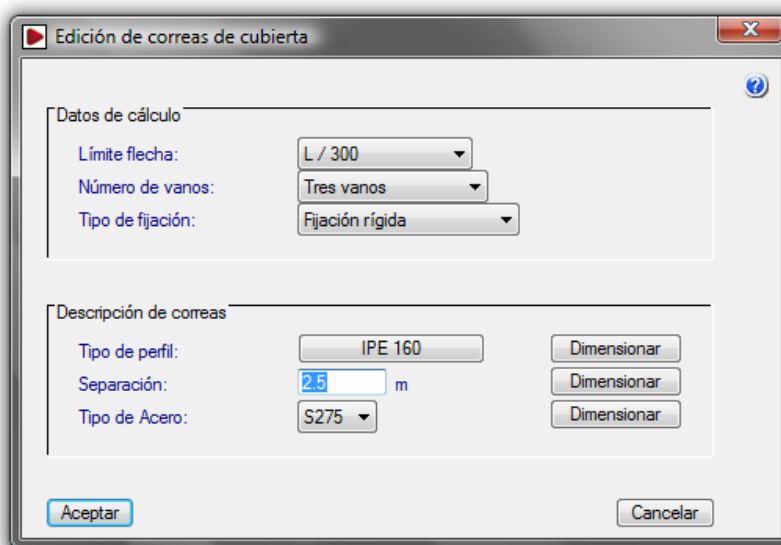 Edición de correas de cubierta
Datos de cálculo
Límite flecha: L / 300
Número de vanos: Tres vanos
Tipo de fijación: Fijación rígida
Descripción de correas
Tipo de perfil: IPE 160 Dimensionar
Separación: 2.5 m Dimensionar
Tipo de Acero: S275 Dimensionar
Aceptar Cancelar